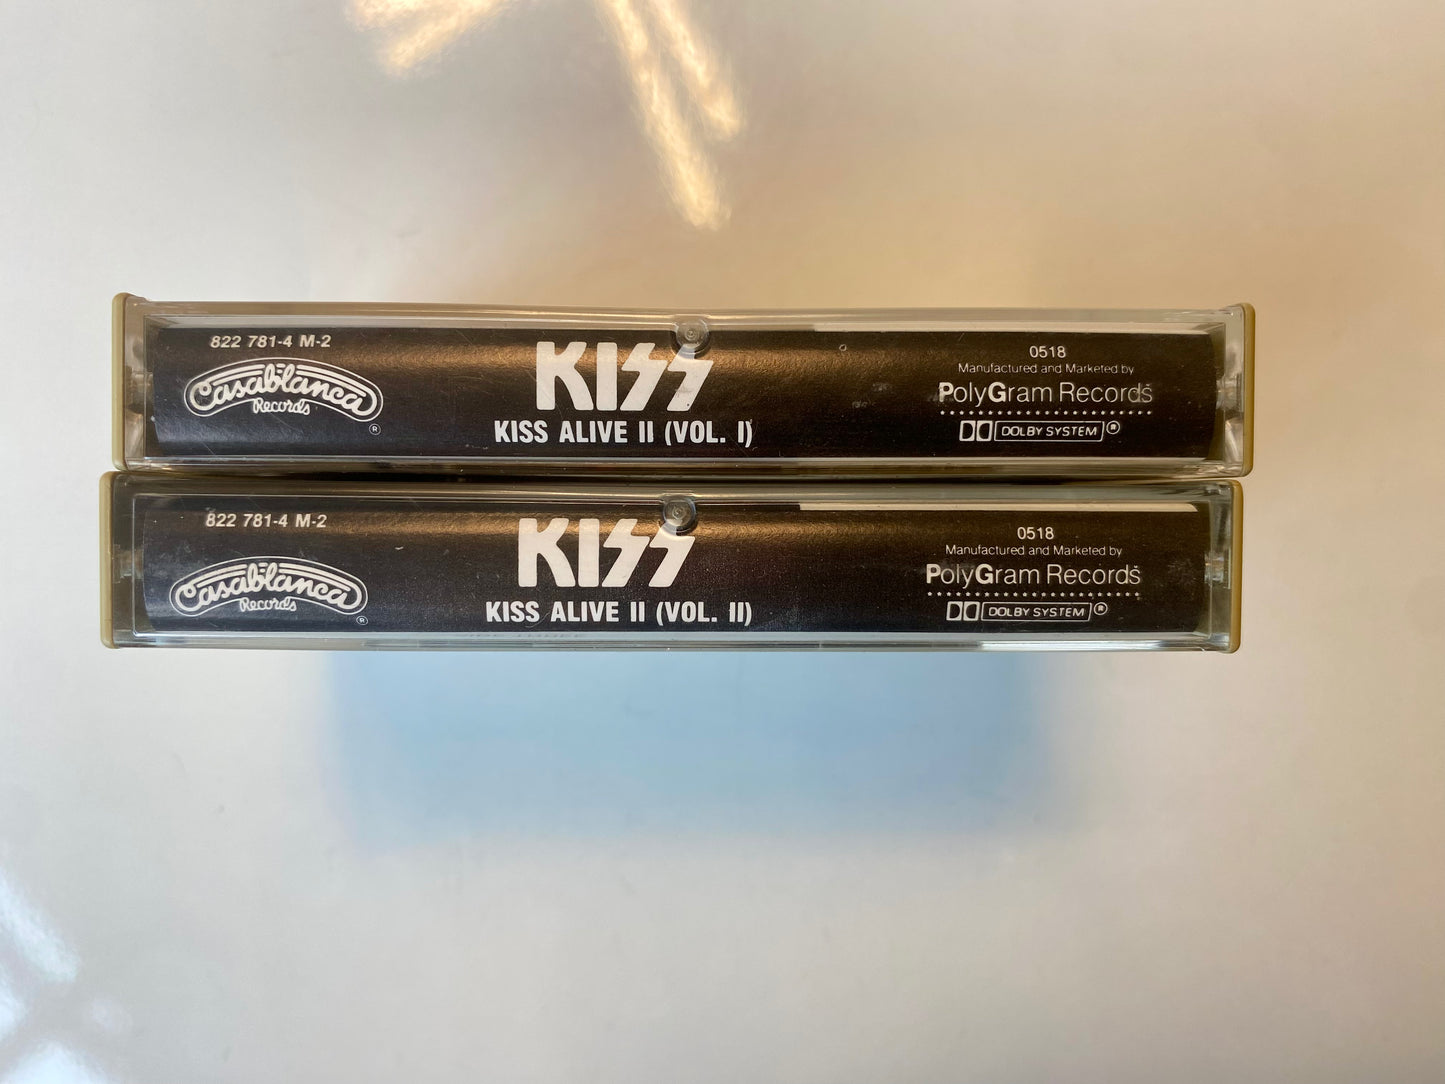 822 781-4 M-2
Casablanca
Records
®
KISS
KISS ALIVE II (VOL. I)
0518
Manufactured and Marketed by
PolyGram Records
DOLBY SYSTEM ®
822 781-4 M-2
Casablanca
Records
®
KISS
KISS ALIVE II (VOL. II)
0518
Manufactured and Marketed by
PolyGram Records
DOLBY SYSTEM ®